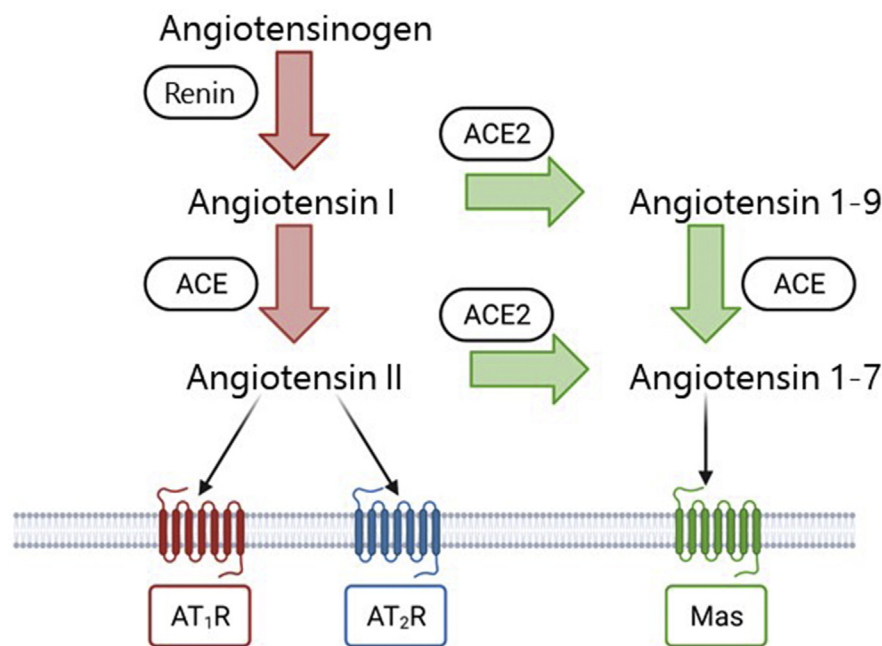 Angiotensinogen
Renin
ACE2
Angiotensin I
Angiotensin 1-9
ACE
ACE
ACE2
Angiotensin II
Angiotensin 1-7
AT₁R
AT₂R
Mas